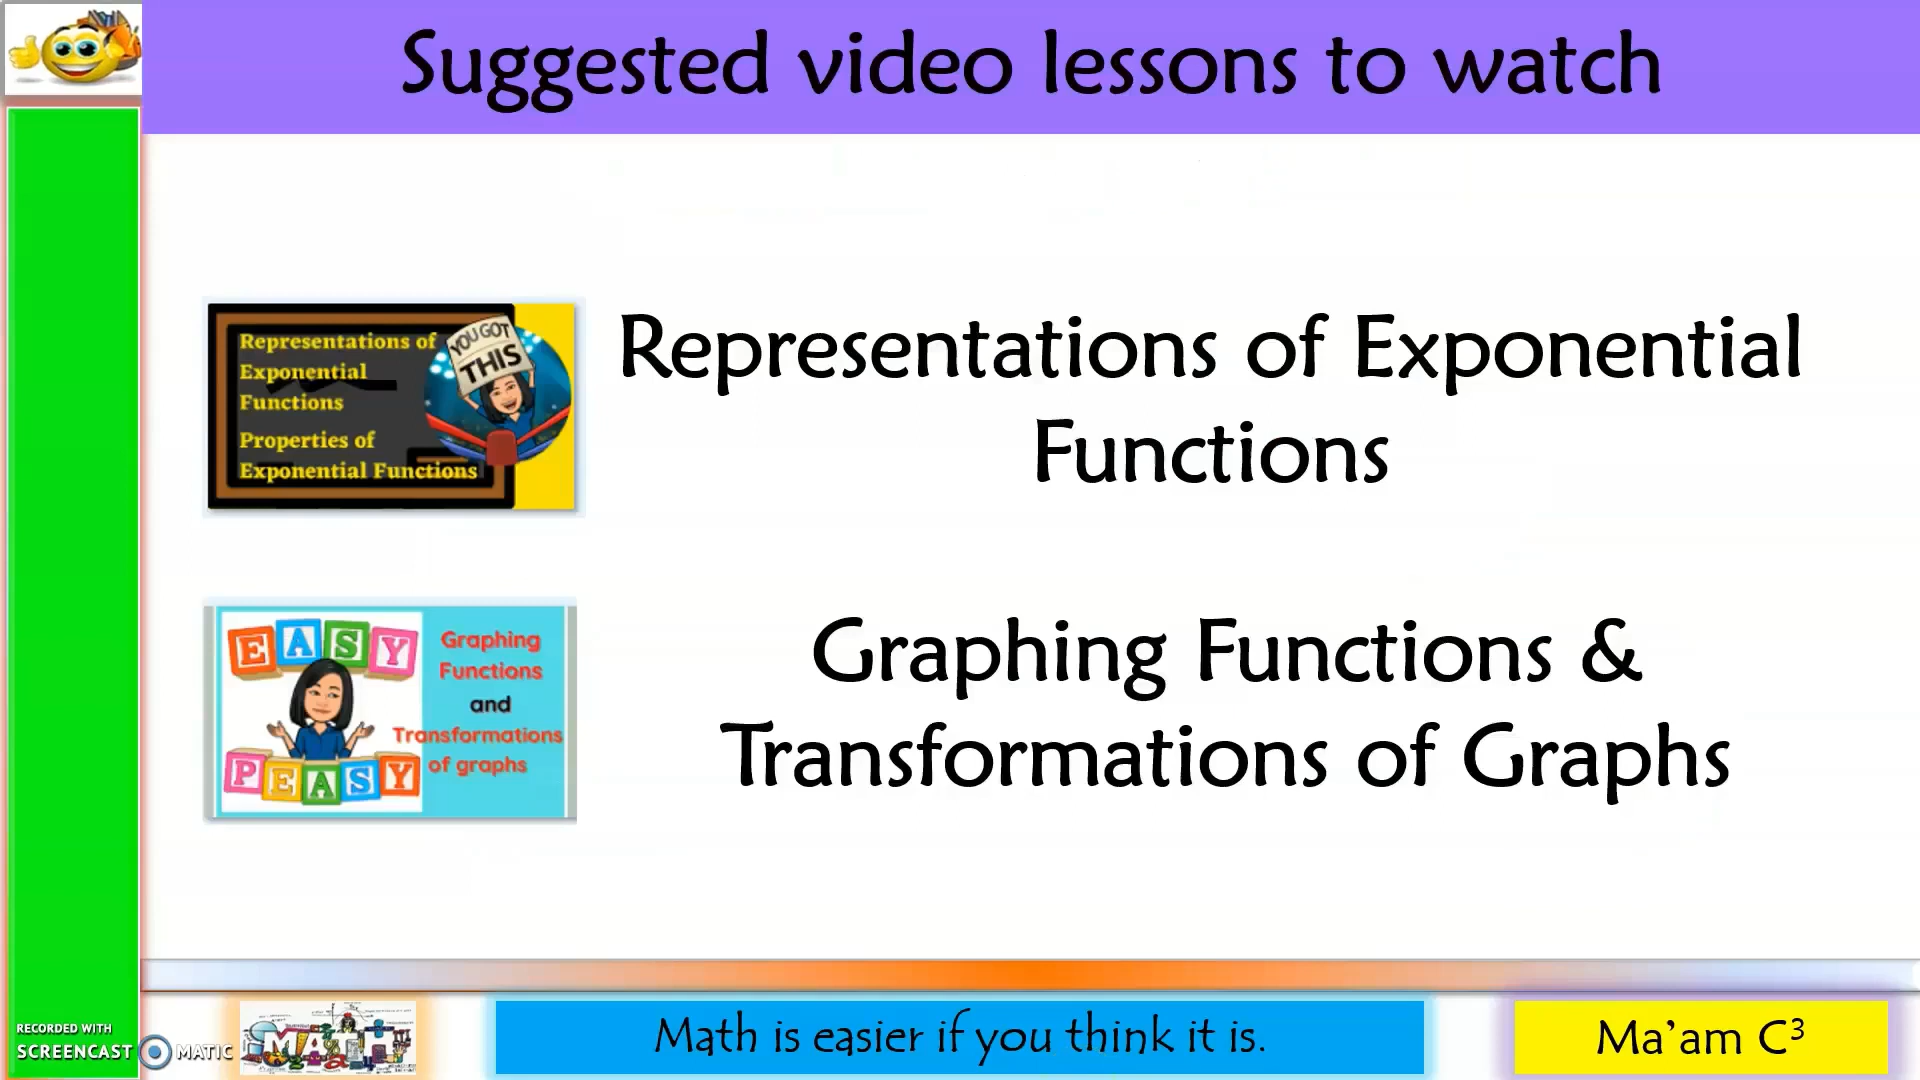 Suggested video lessons to watch
Representations of
Exponential
Functions
Properties of
Exponential Functions
YOU GOT
THIS
Representations of Exponential
Functions
EASY
PEASY
Graphing
Functions
and
Transformations
of graphs
Graphing Functions &
Transformations of Graphs
RECORDED WITH
SCREENCAST MATIC
MATH
Math is easier if you think it is.
Ma’am C³